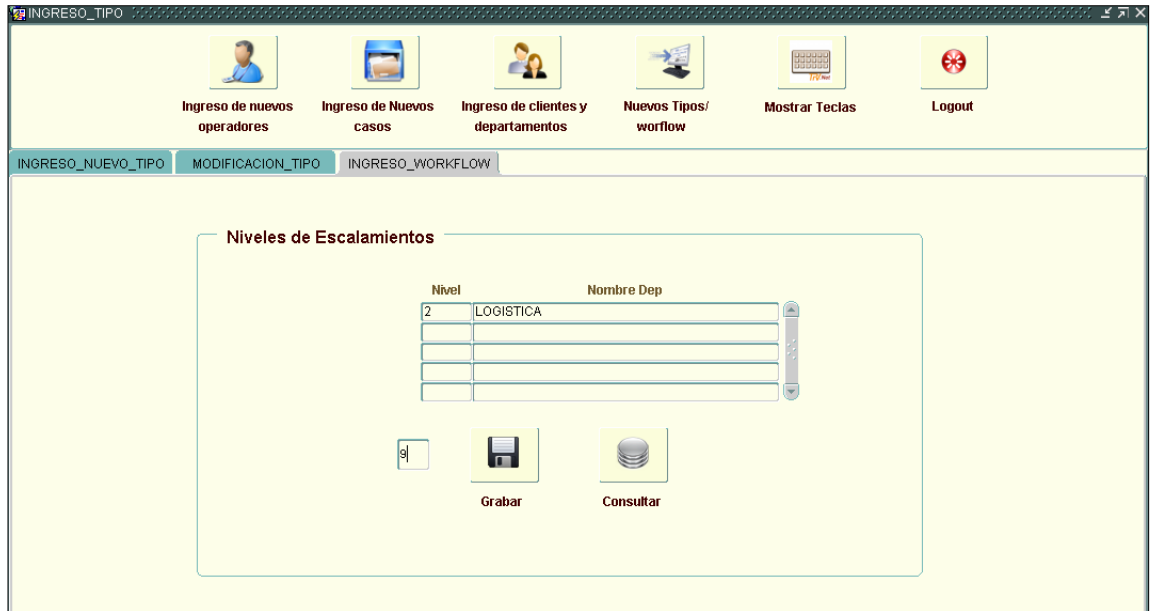 INGRESO_TIPO
Ingreso de nuevos operadores
Ingreso de Nuevos casos
Ingreso de clientes y departamentos
Nuevos Tipos/ worflow
Mostrar Teclas
Logout
INGRESO_NUEVO_TIPO MODIFICACION_TIPO INGRESO_WORKFLOW
Niveles de Escalamientos
Nivel Nombre Dep
2 LOGISTICA
9
Grabar Consultar